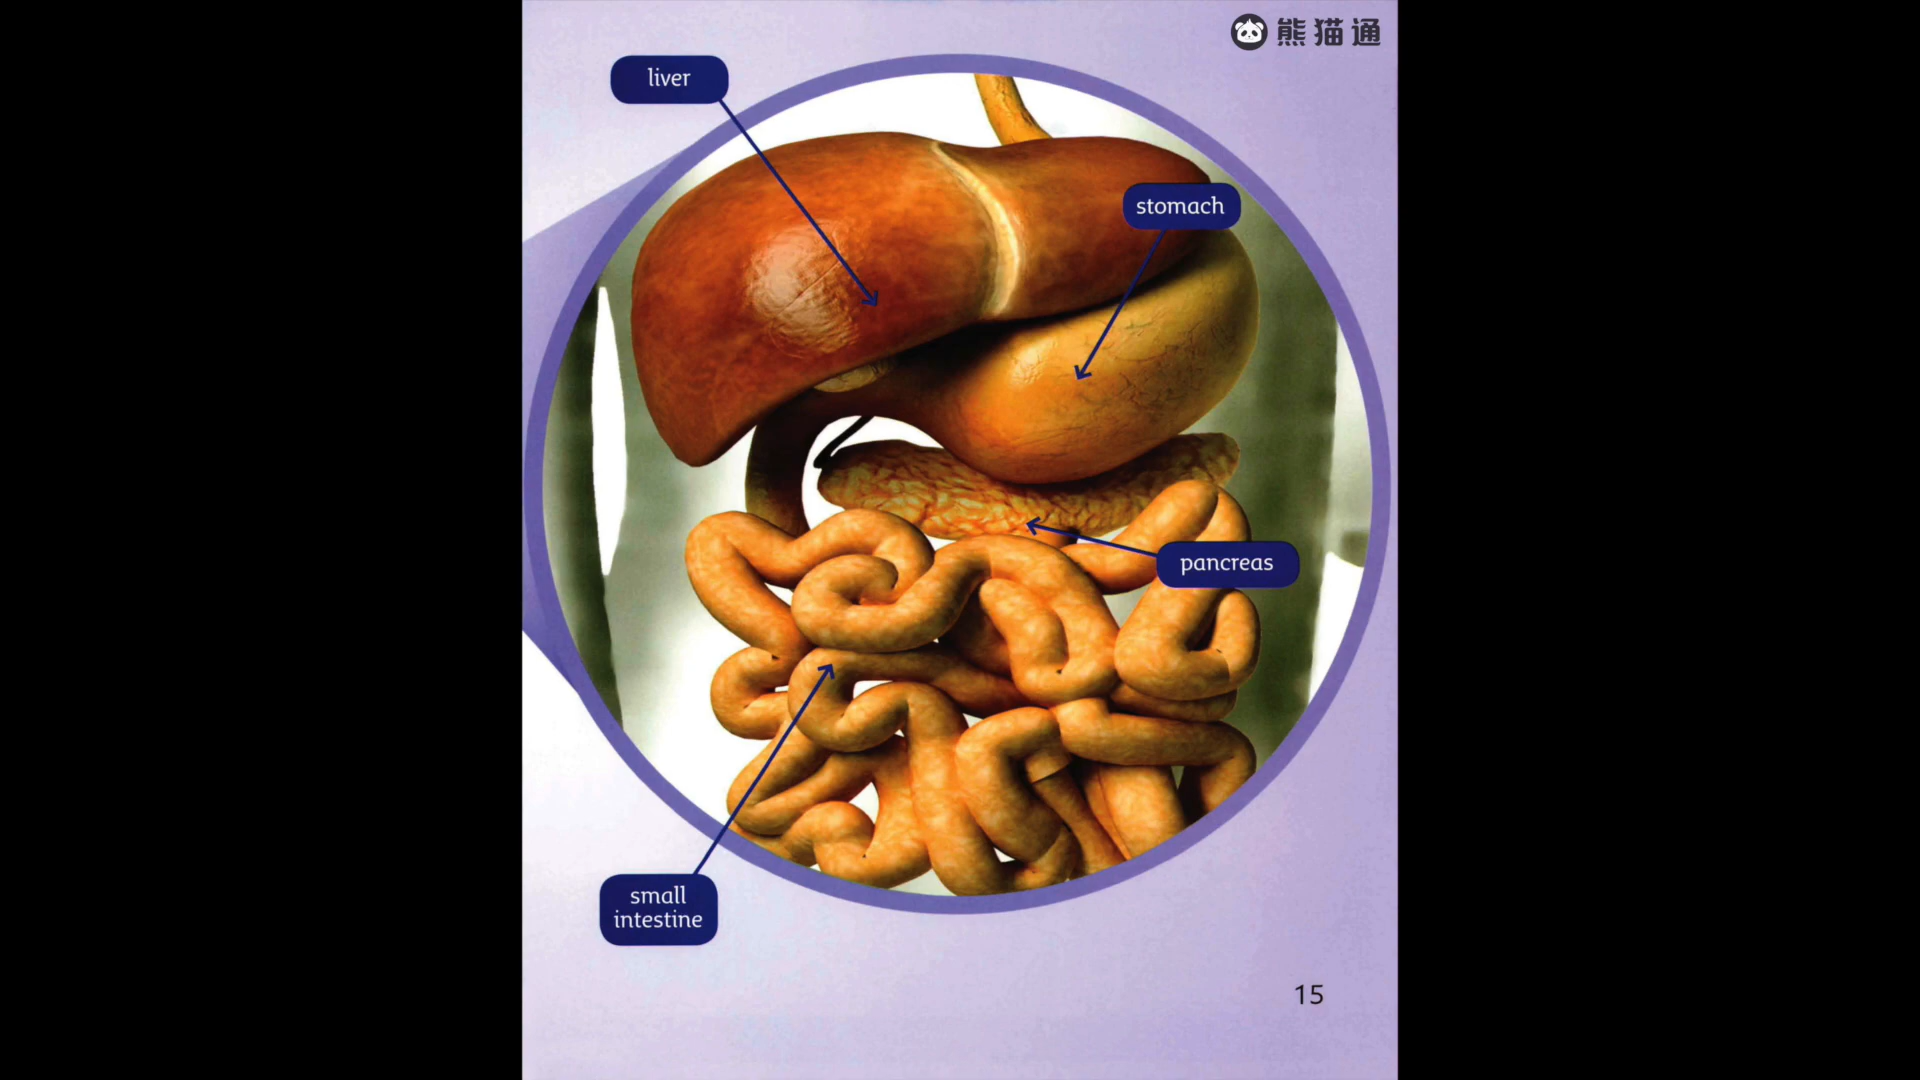 熊猫通
liver
stomach
pancreas
small
intestine
15